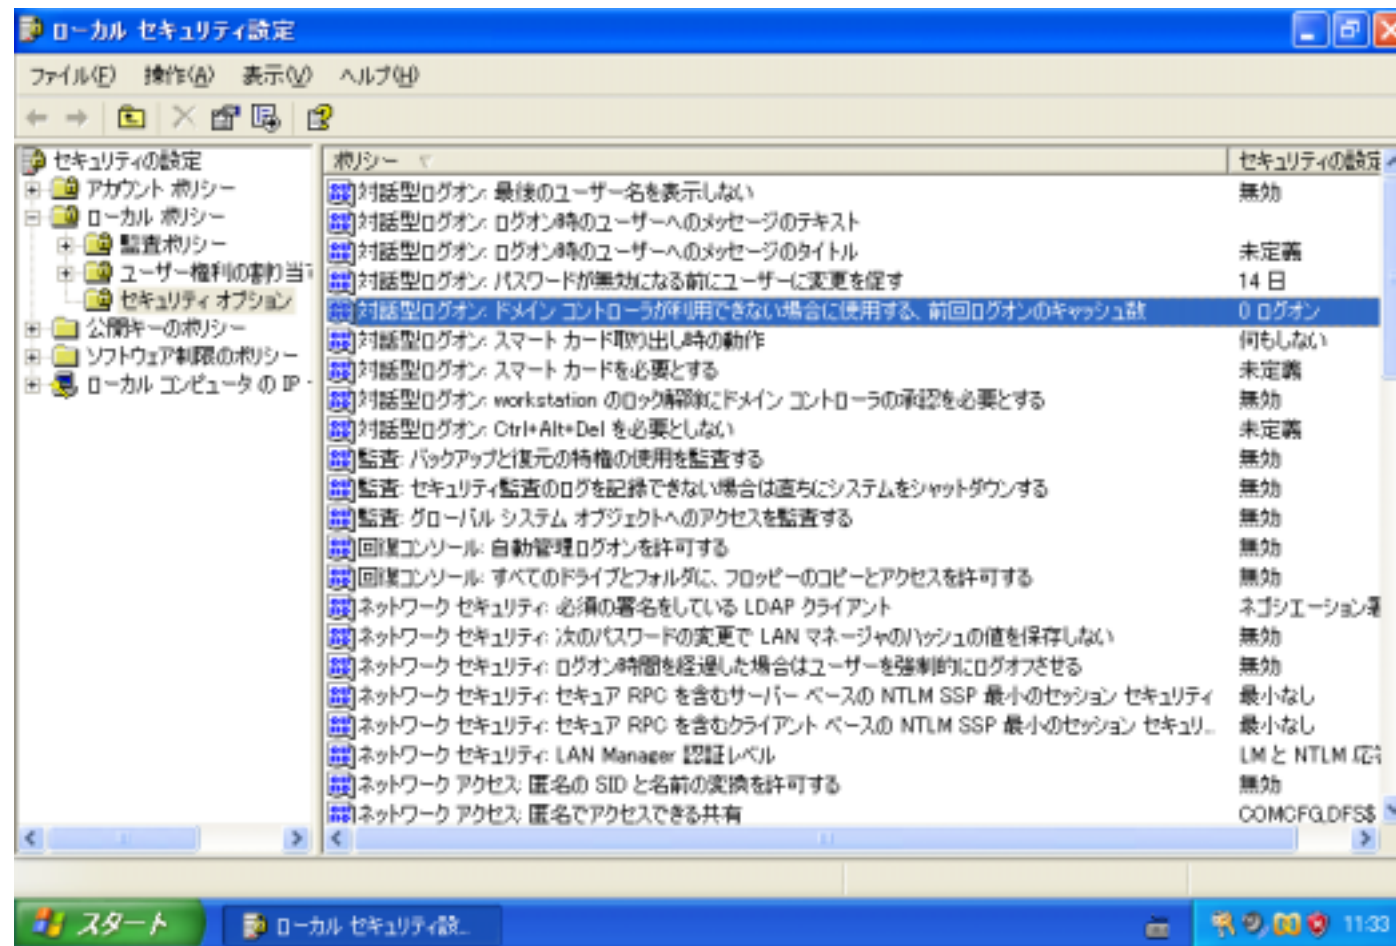 ローカル セキュリティ設定
ファイル(F) 操作(A) 表示(V) ヘルプ(H)
セキュリティの設定
アカウント ポリシー
ローカル ポリシー
監査ポリシー
ユーザー権利の割り当
セキュリティ オプション
公開キーのポリシー
ソフトウェア制限のポリシー
ローカル コンピュータ の IP
ポリシー セキュリティの設定
対話型ログオン: 最後のユーザー名を表示しない 無効
対話型ログオン: ログオン時のユーザーへのメッセージのテキスト
対話型ログオン: ログオン時のユーザーへのメッセージのタイトル 未定義
対話型ログオン: パスワードが無効になる前にユーザーに変更を促す 14 日
対話型ログオン: ドメイン コントローラが利用できない場合に使用する、前回ログオンのキャッシュ数 0 ログオン
対話型ログオン: スマート カード取り出し時の動作 何もしない
対話型ログオン: スマート カードを必要とする 未定義
対話型ログオン: workstation のロック解除にドメイン コントローラの承認を必要とする 無効
対話型ログオン: Ctrl+Alt+Del を必要としない 未定義
監査: バックアップと復元の特権の使用を監査する 無効
監査: セキュリティ監査のログを記録できない場合は直ちにシステムをシャットダウンする 無効
監査: グローバル システム オブジェクトへのアクセスを監査する 無効
回復コンソール: 自動管理ログオンを許可する 無効
回復コンソール: すべてのドライブとフォルダに、フロッピーのコピーとアクセスを許可する 無効
ネットワーク セキュリティ: 必須の署名をしている LDAP クライアント ネゴシエーション署
ネットワーク セキュリティ: 次のパスワードの変更で LAN マネージャのハッシュの値を保存しない 無効
ネットワーク セキュリティ: ログオン時間を経過した場合はユーザーを強制的にログオフさせる 無効
ネットワーク セキュリティ: セキュア RPC を含むサーバー ベースの NTLM SSP 最小のセッション セキュリティ 最小なし
ネットワーク セキュリティ: セキュア RPC を含むクライアント ベースの NTLM SSP 最小のセッション セキュリ... 最小なし
ネットワーク セキュリティ: LAN Manager 認証レベル LM と NTLM 応答
ネットワーク アクセス: 匿名の SID と名前の変換を許可する 無効
ネットワーク アクセス: 匿名でアクセスできる共有 COMCFG,DFS$
スタート ローカル セキュリティ設... 11:33